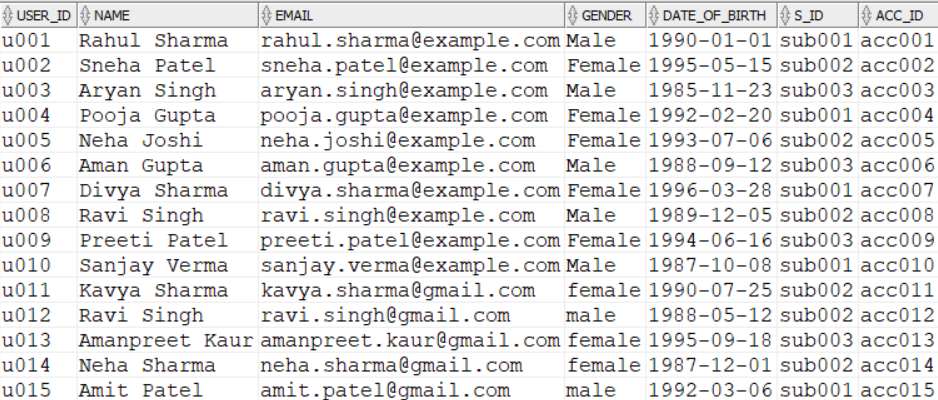 USER_ID NAME EMAIL GENDER DATE_OF_BIRTH S_ID ACC_ID
u001 Rahul Sharma rahul.sharma@example.com Male 1990-01-01 sub001 acc001
u002 Sneha Patel sneha.patel@example.com Female 1995-05-15 sub002 acc002
u003 Aryan Singh aryan.singh@example.com Male 1985-11-23 sub003 acc003
u004 Pooja Gupta pooja.gupta@example.com Female 1992-02-20 sub001 acc004
u005 Neha Joshi neha.joshi@example.com Female 1993-07-06 sub002 acc005
u006 Aman Gupta aman.gupta@example.com Male 1988-09-12 sub003 acc006
u007 Divya Sharma divya.sharma@example.com Female 1996-03-28 sub001 acc007
u008 Ravi Singh ravi.singh@example.com Male 1989-12-05 sub002 acc008
u009 Preeti Patel preeti.patel@example.com Female 1994-06-16 sub003 acc009
u010 Sanjay Verma sanjay.verma@example.com Male 1987-10-08 sub001 acc010
u011 Kavya Sharma kavya.sharma@gmail.com female 1990-07-25 sub002 acc011
u012 Ravi Singh ravi.singh@gmail.com male 1988-05-12 sub002 acc012
u013 Amanpreet Kaur amanpreet.kaur@gmail.com female 1995-09-18 sub003 acc013
u014 Neha Sharma neha.sharma@gmail.com female 1987-12-01 sub002 acc014
u015 Amit Patel amit.patel@gmail.com male 1992-03-06 sub001 acc015